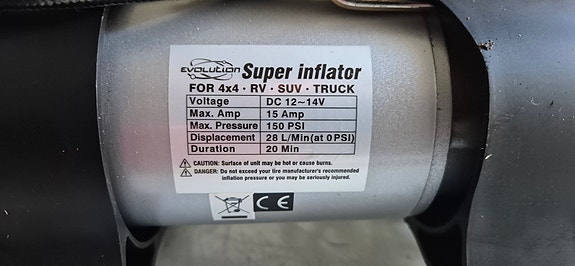 EVOLUTION Super inflator
FOR 4x4 · RV · SUV · TRUCK
Voltage DC 12~14V
Max. Amp 15 Amp
Max. Pressure 150 PSI
Displacement 28 L/Min(at 0PSI)
Duration 20 Min
CAUTION: Surface of unit may be hot or cause burns.
DANGER: Do not exceed your tire manufacturer's recommended
inflation pressure or you may be seriously injured.
CE